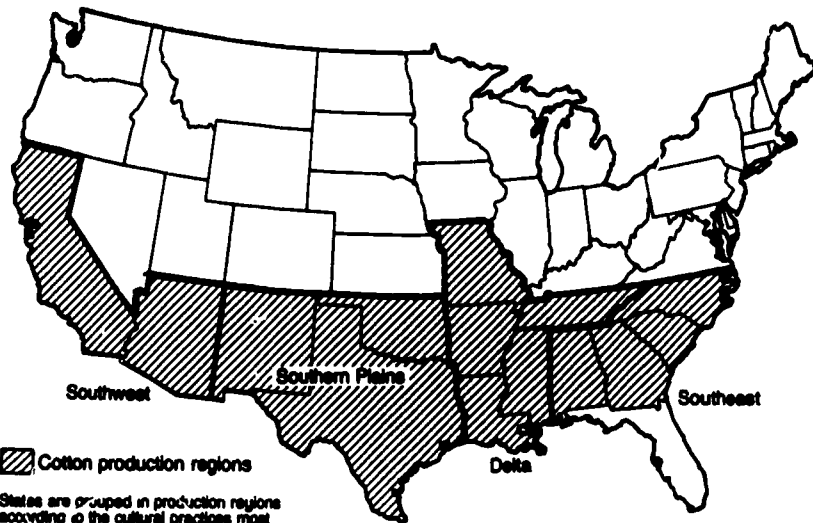 Southwest
Southern Plains
Southeast
Delta
Cotton production regions
States are grouped in production regions
according to the cultural practices most